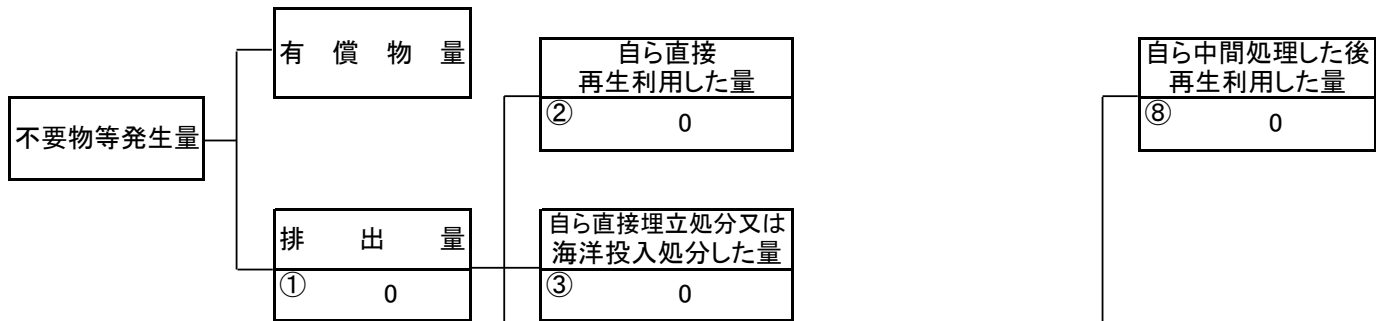 有償物量
自ら直接
再生利用した量
② 0
自ら中間処理した後
再生利用した量
⑧ 0
不要物等発生量
排出量
① 0
自ら直接埋立処分又は
海洋投入処分した量
③ 0